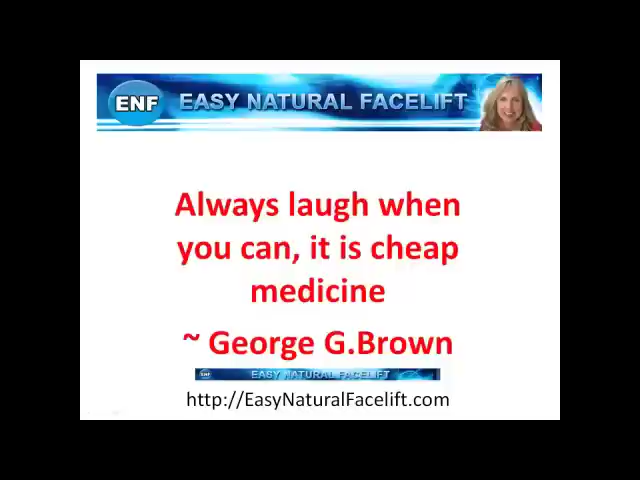 ENF EASY NATURAL FACELIFT
Always laugh when
you can, it is cheap
medicine
~ George G.Brown
ENF EASY NATURAL FACELIFT
http://EasyNaturalFacelift.com